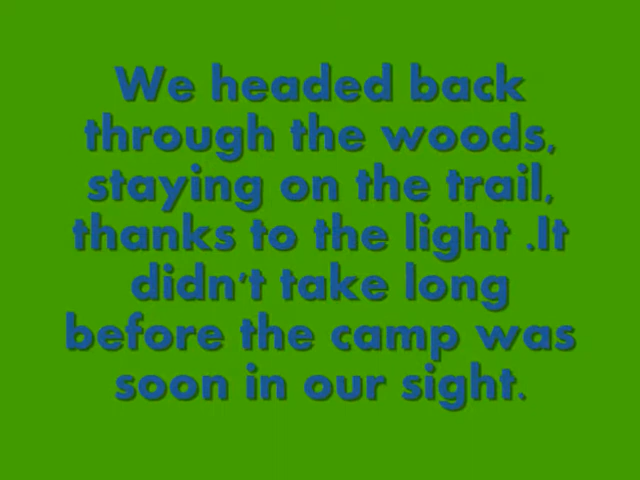 We headed back
through the woods,
staying on the trail,
thanks to the light .It
didn't take long
before the camp was
soon in our sight.